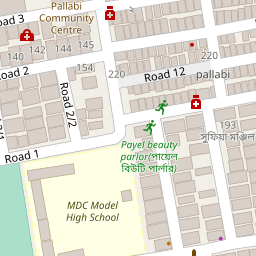 Pallabi
Community
Centre
Road 3
140
142
144
145
220
Road 2
154
220
Road 12
pallabi
Road 2/2
193
সুফিয়া মঞ্জিল
Payel beauty
parlor(পায়েল
বিউটি পার্লার)
Road 1
MDC Model
High School